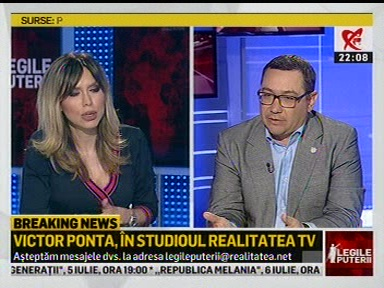 SURSE: P
22:08
LEGILE
PUTERII
BREAKING NEWS
VICTOR PONTA, ÎN STUDIOUL REALITATEA TV
Așteptăm mesajele dvs. la adresa legileputerii@realitatea.net
LEGILE
PUTERII
GENERAȚII", 5 IULIE, ORA 19:00 * "REPUBLICA MELANIA", 6 IULIE, ORA